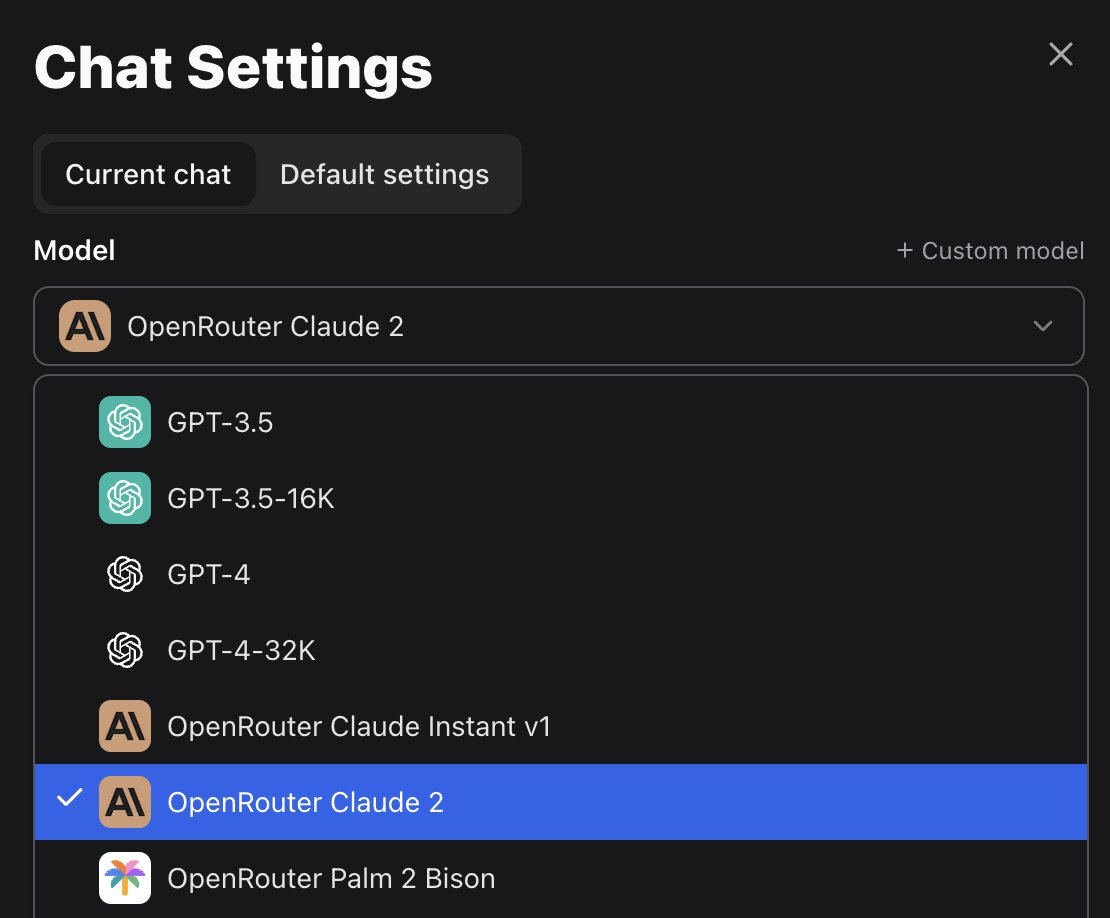 Chat Settings
Current chat Default settings
Model + Custom model
OpenRouter Claude 2
GPT-3.5
GPT-3.5-16K
GPT-4
GPT-4-32K
OpenRouter Claude Instant v1
OpenRouter Claude 2
OpenRouter Palm 2 Bison